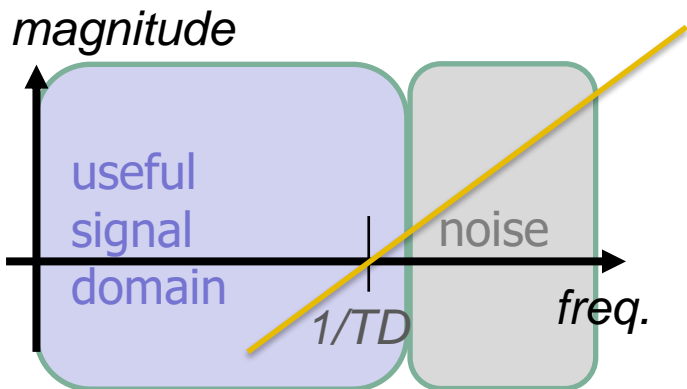 magnitude
useful
signal
domain
noise
1/TD
freq.